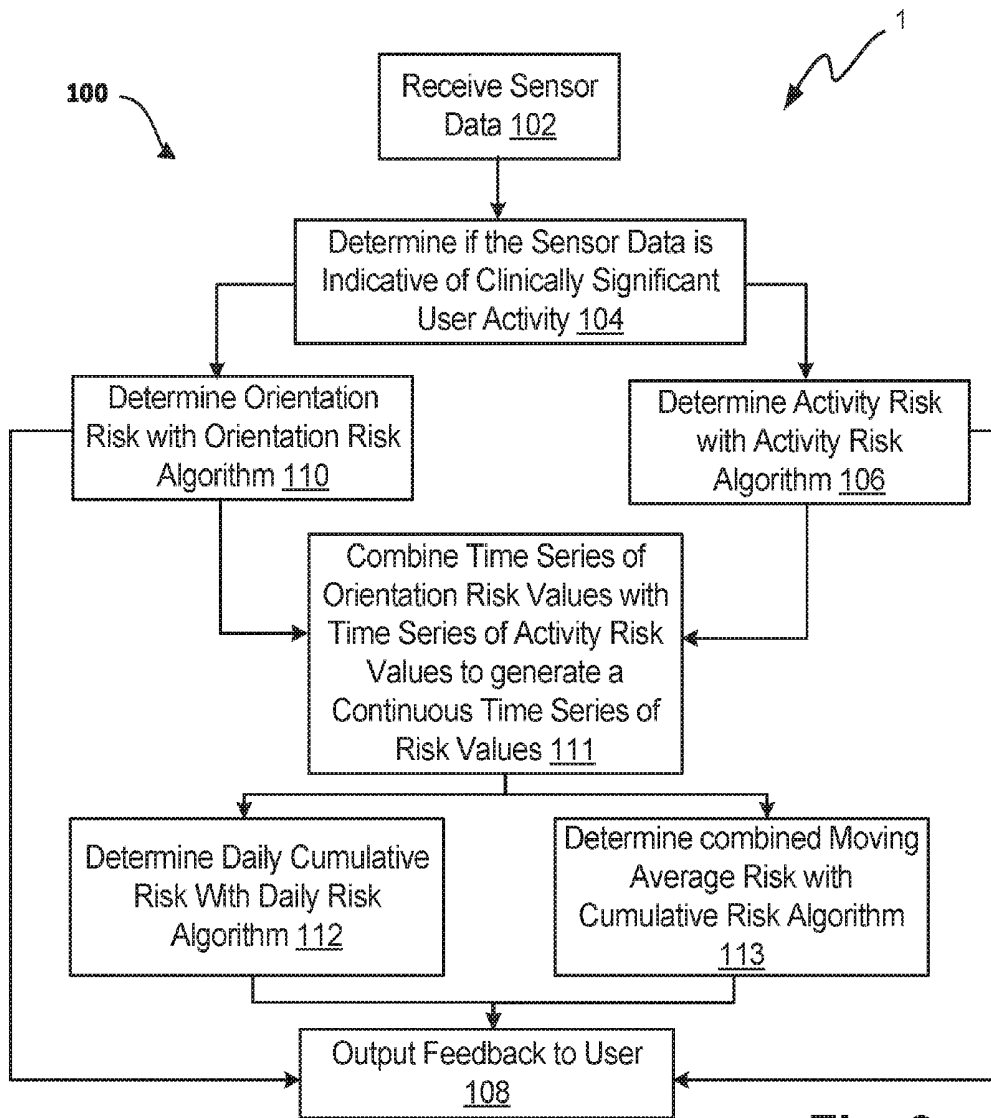 1
100
Receive Sensor
Data 102
Determine if the Sensor Data is
Indicative of Clinically Significant
User Activity 104
Determine Orientation
Risk with Orientation Risk
Algorithm 110
Determine Activity Risk
with Activity Risk
Algorithm 106
Combine Time Series of
Orientation Risk Values with
Time Series of Activity Risk
Values to generate a
Continuous Time Series of
Risk Values 111
Determine Daily Cumulative
Risk With Daily Risk
Algorithm 112
Determine combined Moving
Average Risk with
Cumulative Risk Algorithm
113
Output Feedback to User
108